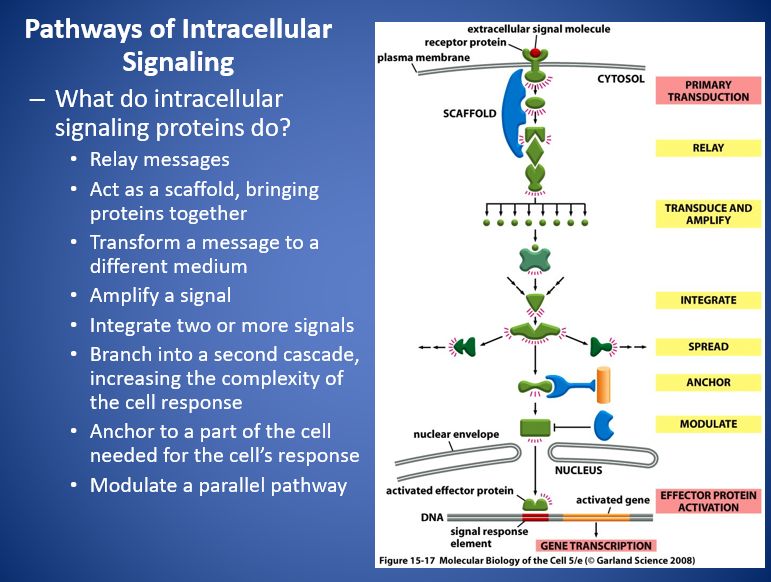 Pathways of Intracellular
Signaling
– What do intracellular
signaling proteins do?
• Relay messages
• Act as a scaffold, bringing
proteins together
• Transform a message to a
different medium
• Amplify a signal
• Integrate two or more signals
• Branch into a second cascade,
increasing the complexity of
the cell response
• Anchor to a part of the cell
needed for the cell's response
• Modulate a parallel pathway
extracellular signal molecule
receptor protein
plasma membrane
CYTOSOL
PRIMARY
TRANSDUCTION
SCAFFOLD
RELAY
TRANSDUCE AND
AMPLIFY
INTEGRATE
SPREAD
ANCHOR
MODULATE
nuclear envelope
NUCLEUS
activated effector protein
activated gene
EFFECTOR PROTEIN
ACTIVATION
DNA
signal response
element
GENE TRANSCRIPTION
Figure 15-17 Molecular Biology of the Cell 5/e (© Garland Science 2008)